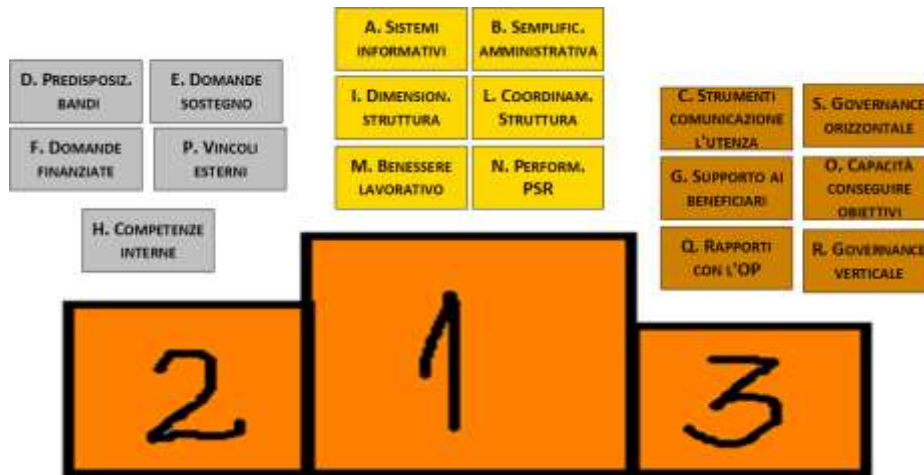 A. SISTEMI
INFORMATIVI
B. SEMPLIFIC.
AMMINISTRATIVA
D. PREDISPOSIZ.
BANDI
E. DOMANDE
SOSTEGNO
I. DIMENSION.
STRUTTURA
L. COORDINAM.
STRUTTURA
C. STRUMENTI
COMUNICAZIONE
L'UTENZA
S. GOVERNANCE
ORIZZONTALE
F. DOMANDE
FINANZIATE
P. VINCOLI
ESTERNI
M. BENESSERE
LAVORATIVO
N. PERFORM.
PSR
G. SUPPORTO AI
BENEFICIARI
O. CAPACITÀ
CONSEGUIRE
OBIETTIVI
H. COMPETENZE
INTERNE
Q. RAPPORTI
CON L'OP
R. GOVERNANCE
VERTICALE
2
1
3